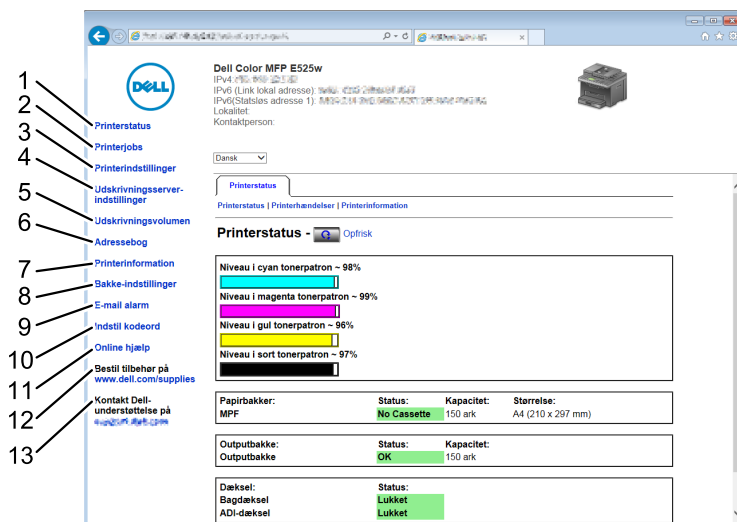 DELL
Dell Color MFP E525w
IPv4:
IPv6 (Link lokal adresse):
IPv6(Statsløs adresse 1):
Lokalitet:
Kontaktperson:
Dansk
1
Printerstatus
2
Printerjobs
3
Printerindstillinger
4
Udskrivningsserver-
indstillinger
5
Udskrivningsvolumen
6
Adressebog
7
Printerinformation
8
Bakke-indstillinger
9
E-mail alarm
10
Indstil kodeord
11
Online hjælp
12
Bestil tilbehør på
www.dell.com/supplies
13
Kontakt Dell-
understøttelse på
Printerstatus
Printerstatus | Printerhændelser | Printerinformation
Printerstatus - Opfrisk
Niveau i cyan tonerpatron ~ 98%
Niveau i magenta tonerpatron ~ 99%
Niveau i gul tonerpatron ~ 96%
Niveau i sort tonerpatron ~ 97%
Papirbakker: Status: Kapacitet: Størrelse:
MPF No Cassette 150 ark A4 (210 x 297 mm)
Outputbakke: Status: Kapacitet:
Outputbakke OK 150 ark
Dæksel: Status:
Bagdæksel Lukket
ADI-dæksel Lukket